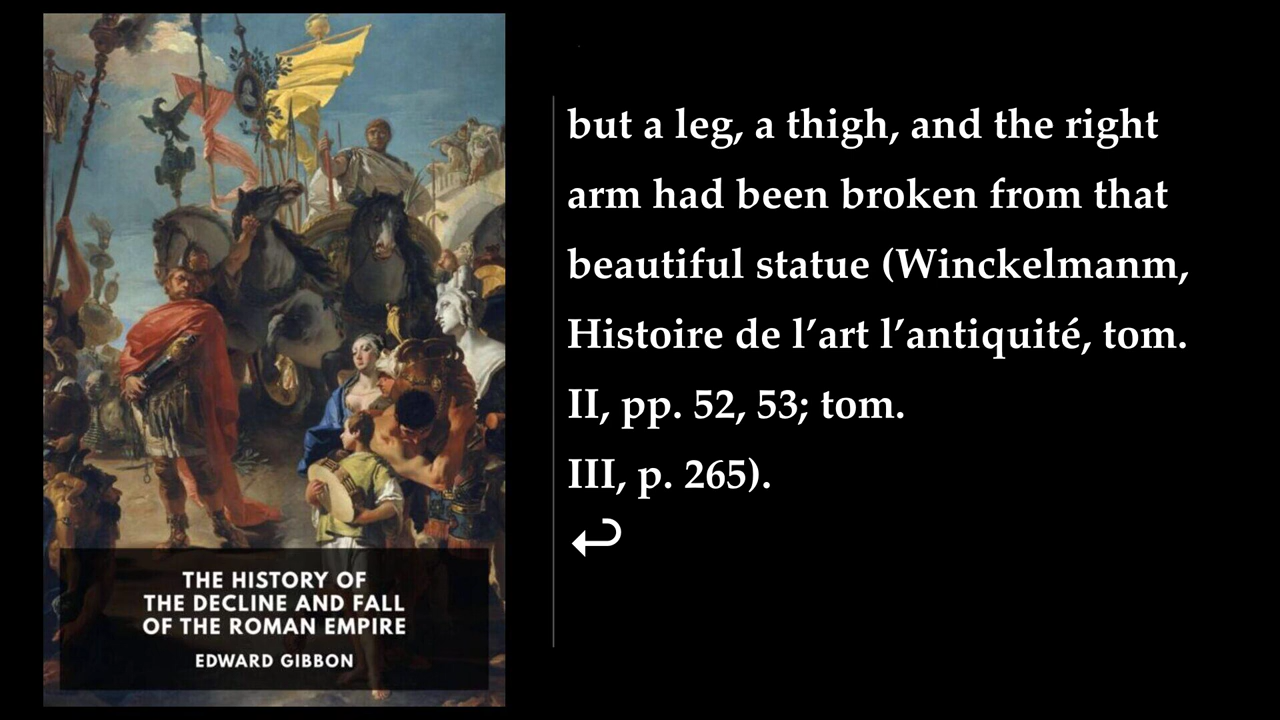 THE HISTORY OF
THE DECLINE AND FALL
OF THE ROMAN EMPIRE
EDWARD GIBBON
but a leg, a thigh, and the right
arm had been broken from that
beautiful statue (Winckelmanm,
Histoire de l’art l’antiquité, tom.
II, pp. 52, 53; tom.
III, p. 265).
↩